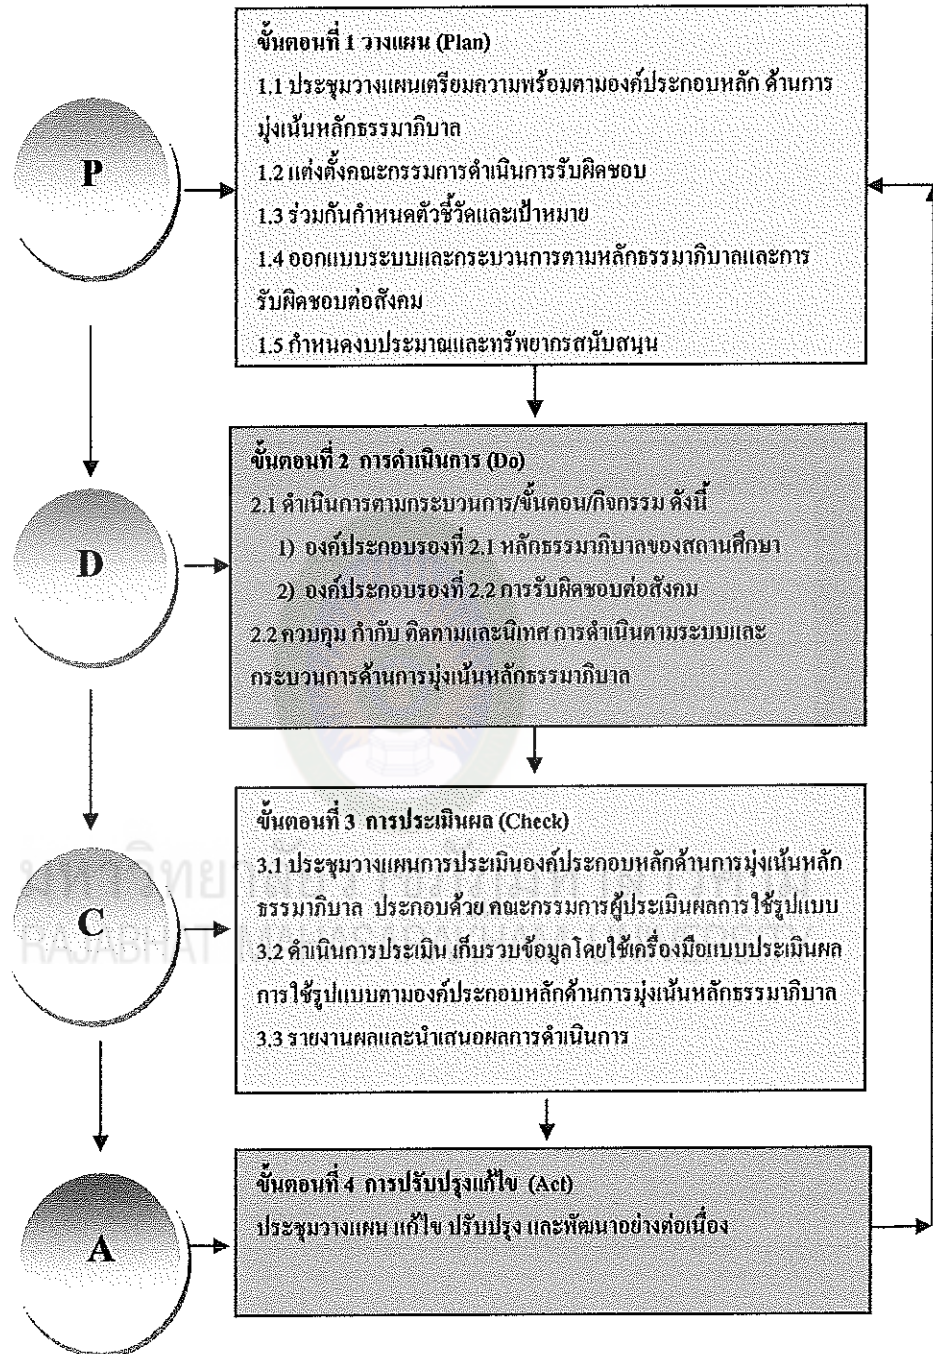 P
ขั้นตอนที่ 1 วางแผน (Plan)
1.1 ประชุมวางแผนเตรียมความพร้อมตามองค์ประกอบหลัก ด้านการ
มุ่งเน้นหลักธรรมาภิบาล
1.2 แต่งตั้งคณะกรรมการดำเนินการรับผิดชอบ
1.3 ร่วมกันกำหนดตัวชี้วัดและเป้าหมาย
1.4 ออกแบบระบบและกระบวนการตามหลักธรรมาภิบาลและการ
รับผิดชอบต่อสังคม
1.5 กำหนดงบประมาณและทรัพยากรสนับสนุน
D
ขั้นตอนที่ 2 การดำเนินการ (Do)
2.1 ดำเนินการตามกระบวนการ/ขั้นตอน/กิจกรรม ดังนี้
1) องค์ประกอบรองที่ 2.1 หลักธรรมาภิบาลของสถานศึกษา
2) องค์ประกอบรองที่ 2.2 การรับผิดชอบต่อสังคม
2.2 ควบคุม กำกับ ติดตามและนิเทศ การดำเนินตามระบบและ
กระบวนการด้านการมุ่งเน้นหลักธรรมาภิบาล
C
ขั้นตอนที่ 3 การประเมินผล (Check)
3.1 ประชุมวางแผนการประเมินองค์ประกอบหลักด้านการมุ่งเน้นหลัก
ธรรมาภิบาล ประกอบด้วย คณะกรรมการผู้ประเมินผลการใช้รูปแบบ
3.2 ดำเนินการประเมิน เก็บรวบข้อมูลโดยใช้เครื่องมือแบบประเมินผล
การใช้รูปแบบตามองค์ประกอบหลักด้านการมุ่งเน้นหลักธรรมาภิบาล
3.3 รายงานผลและนำเสนอผลการดำเนินการ
RAJABHAT
A
ขั้นตอนที่ 4 การปรับปรุงแก้ไข (Act)
ประชุมวางแผน แก้ไข ปรับปรุง และพัฒนาอย่างต่อเนื่อง